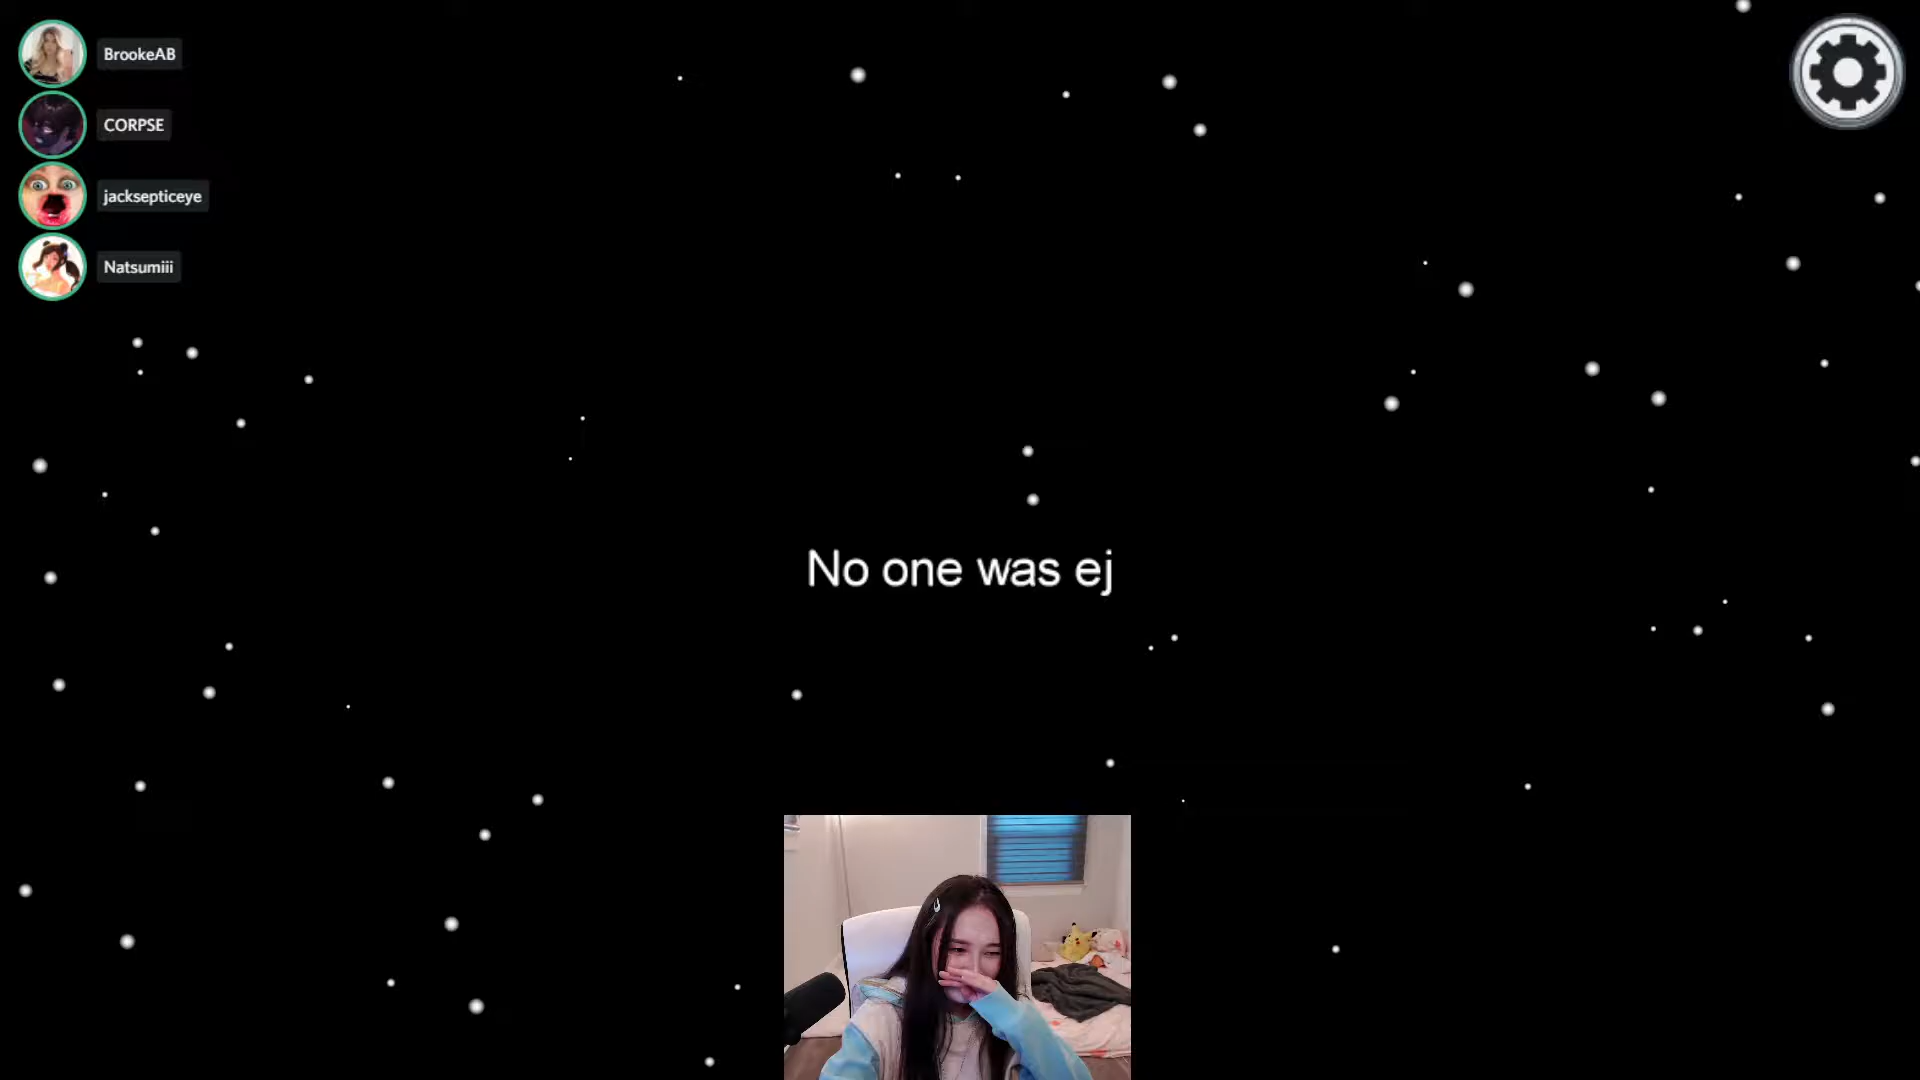 BrookeAB
CORPSE
jacksepticeye
Natsumiii
No one was ej